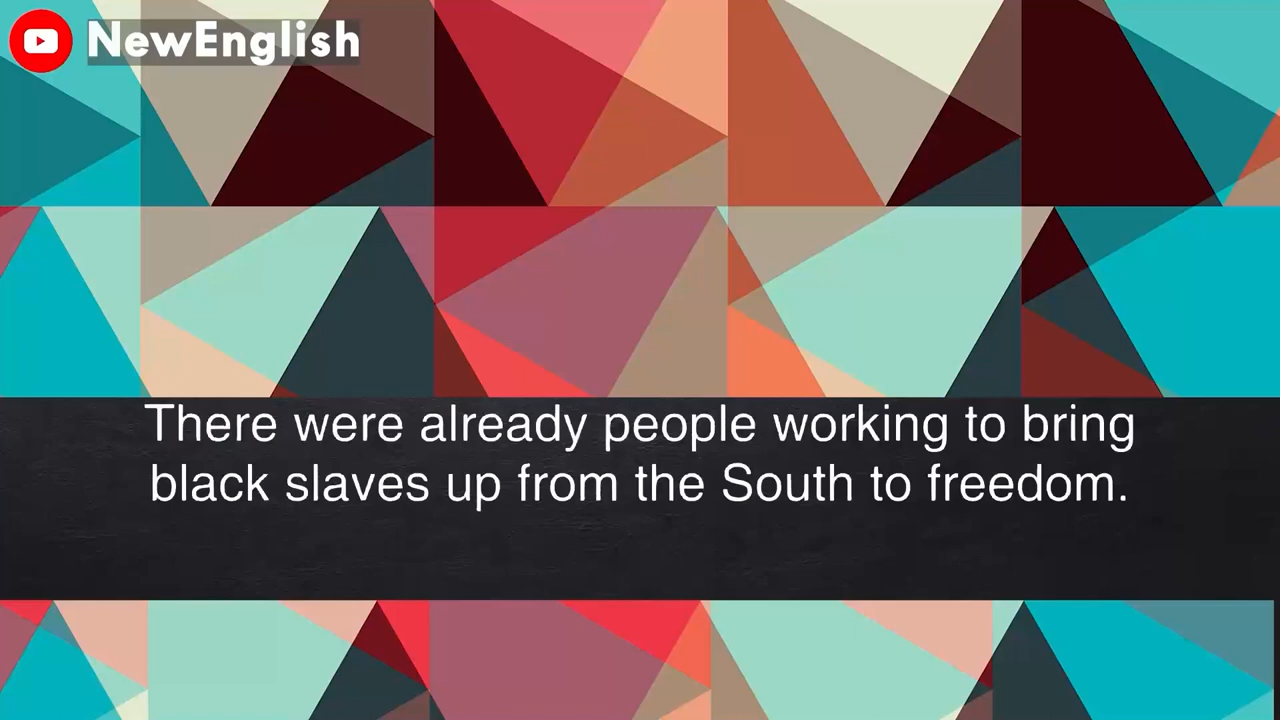 NewEnglish
There were already people working to bring
black slaves up from the South to freedom.